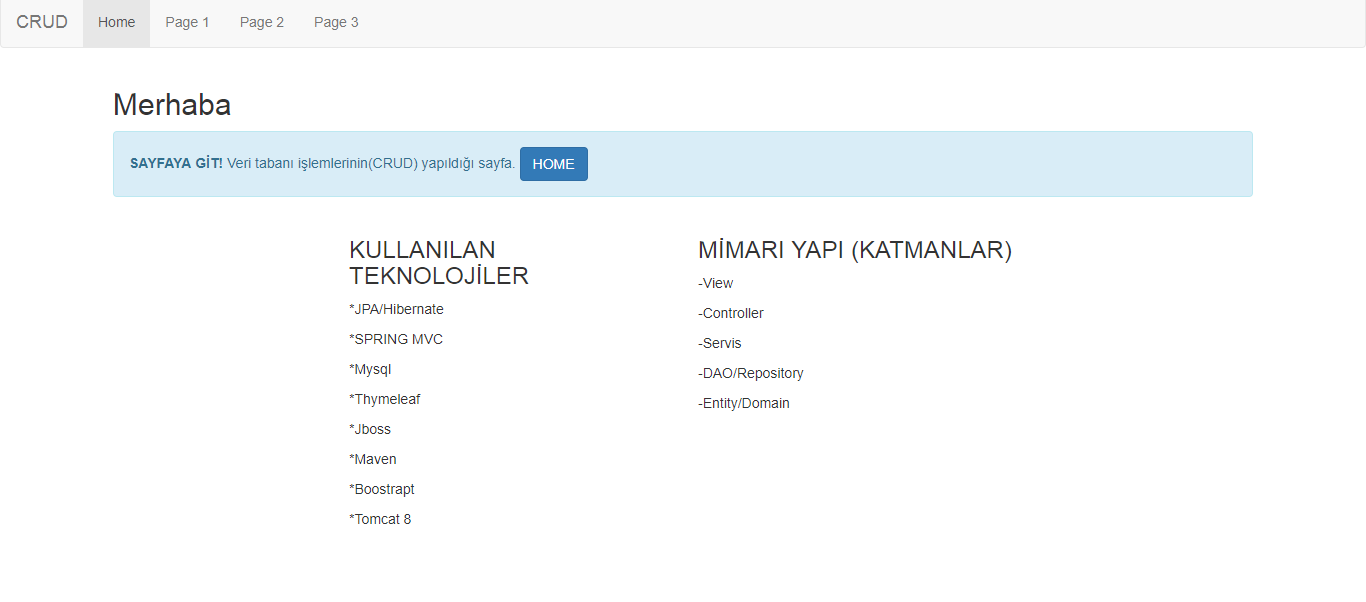 CRUD Home Page 1 Page 2 Page 3
Merhaba
SAYFAYA GİT! Veri tabanı işlemlerinin(CRUD) yapıldığı sayfa. HOME
KULLANILAN
TEKNOLOJİLER
*JPA/Hibernate
*SPRING MVC
*Mysql
*Thymeleaf
*Jboss
*Maven
*Boostrapt
*Tomcat 8
MİMARI YAPI (KATMANLAR)
-View
-Controller
-Servis
-DAO/Repository
-Entity/Domain